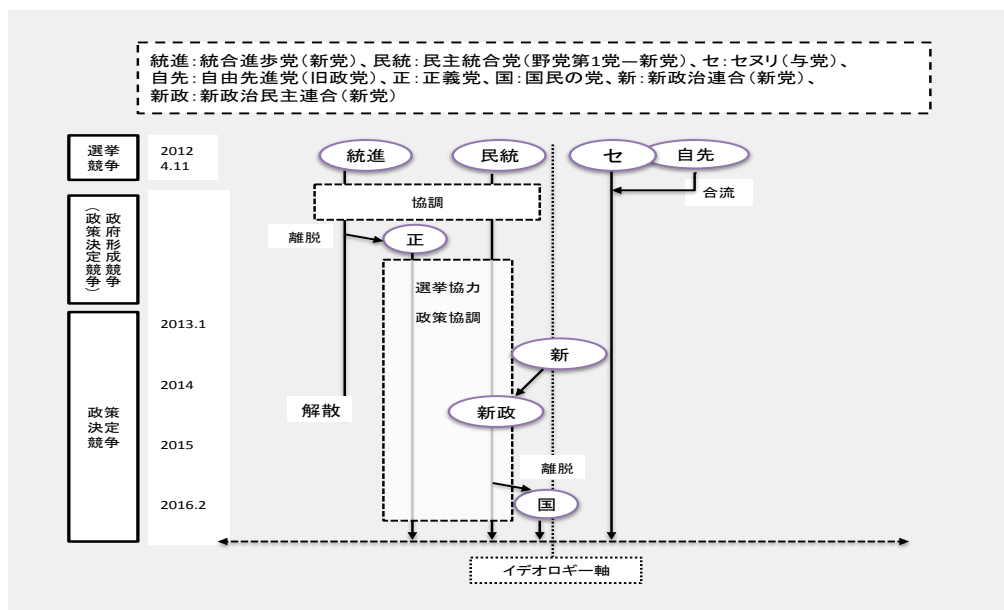 統進:統合進歩党(新党)、民統:民主統合党(野党第1党―新党)、セ:セヌリ(与党)、
自先:自由先進党(旧政党)、正:正義党、国:国民の党、新:新政治連合(新党)、
新政:新政治民主連合(新党)
選挙
競争
2012
4.11
統進
民統
セ
自先
合流
協調
政府形成競争
(政策決定競争)
離脱
正
選挙協力
政策協調
2013.1
新
2014
解散
新政
政策
決定
競争
2015
離脱
2016.2
国
イデオロギー軸